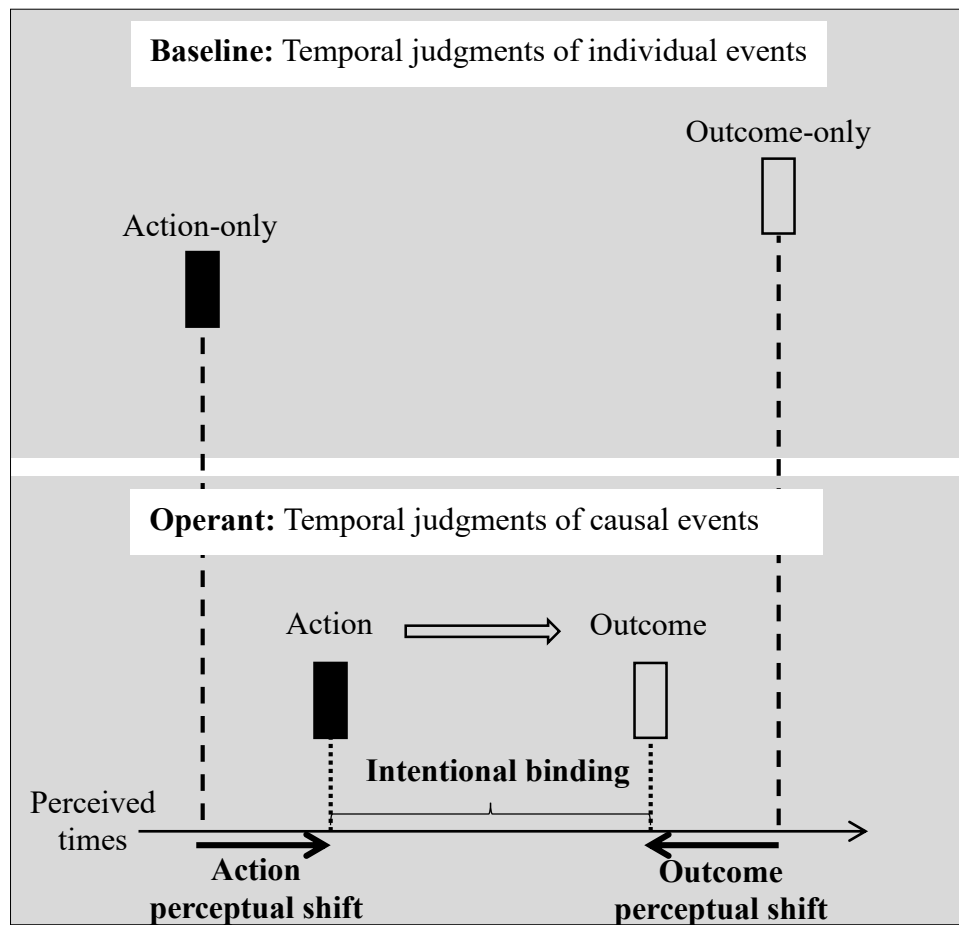 Baseline: Temporal judgments of individual events
Outcome-only
Action-only
Operant: Temporal judgments of causal events
Action
Outcome
Intentional binding
Perceived
times
Action
perceptual shift
Outcome
perceptual shift